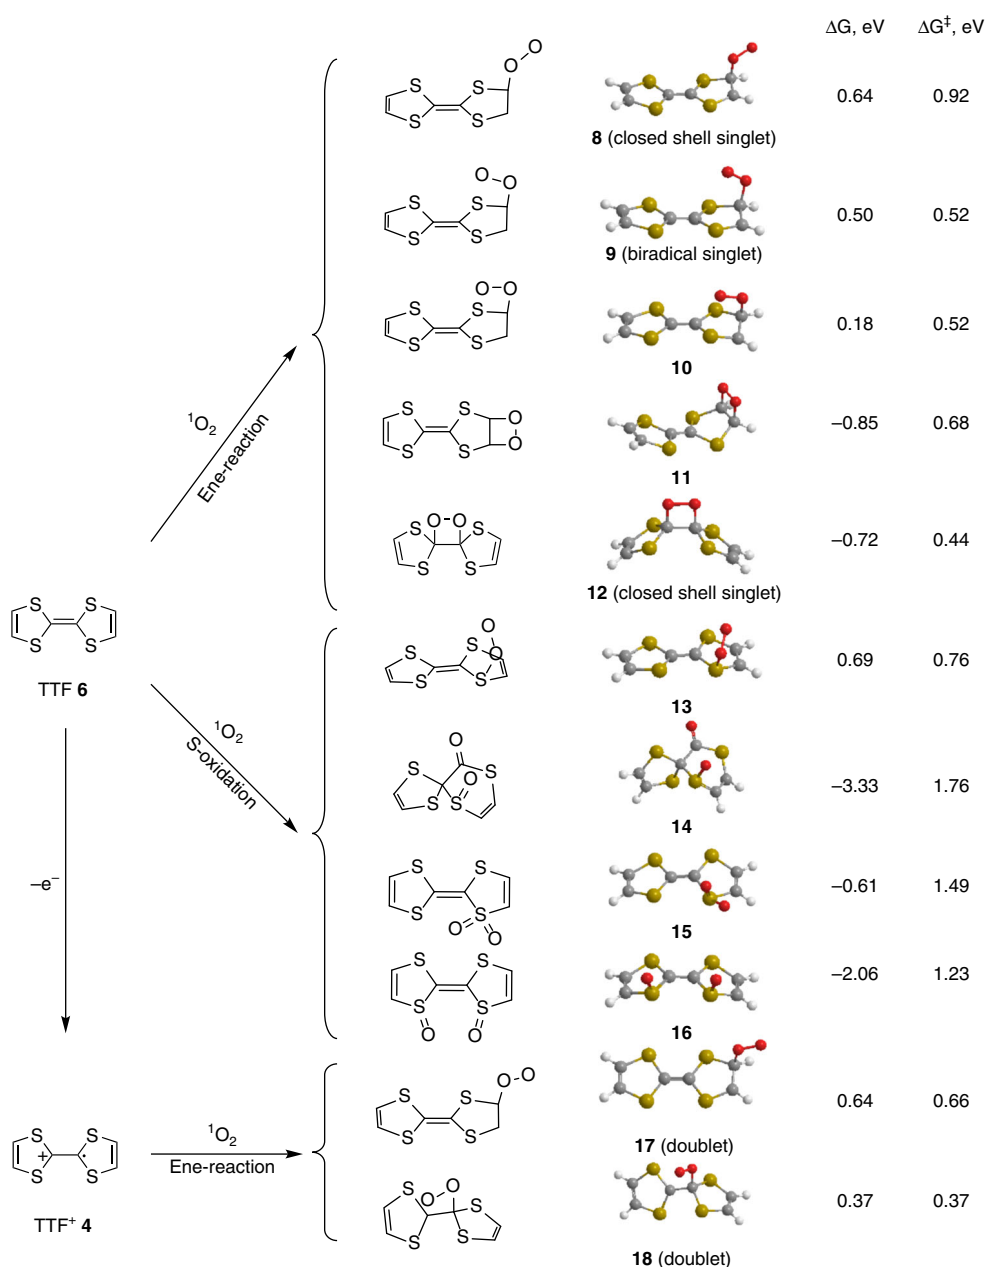 ΔG, eV ΔG‡, eV
8 (closed shell singlet) 0.64 0.92
9 (biradical singlet) 0.50 0.52
10 0.18 0.52
11 –0.85 0.68
12 (closed shell singlet) –0.72 0.44
13 0.69 0.76
14 –3.33 1.76
15 –0.61 1.49
16 –2.06 1.23
17 (doublet) 0.64 0.66
18 (doublet) 0.37 0.37
¹O₂
Ene-reaction
TTF 6
¹O₂
S-oxidation
–e⁻
TTF⁺ 4
¹O₂
Ene-reaction
S S S S O O
S S S S O O
S S S S O O
S S S S O O
S S S S O O
S S S S
S S S S O O
S S S S O O
S S S S O O
S S S S O O
S S S S O O
S S S S + ·
S S S S O O